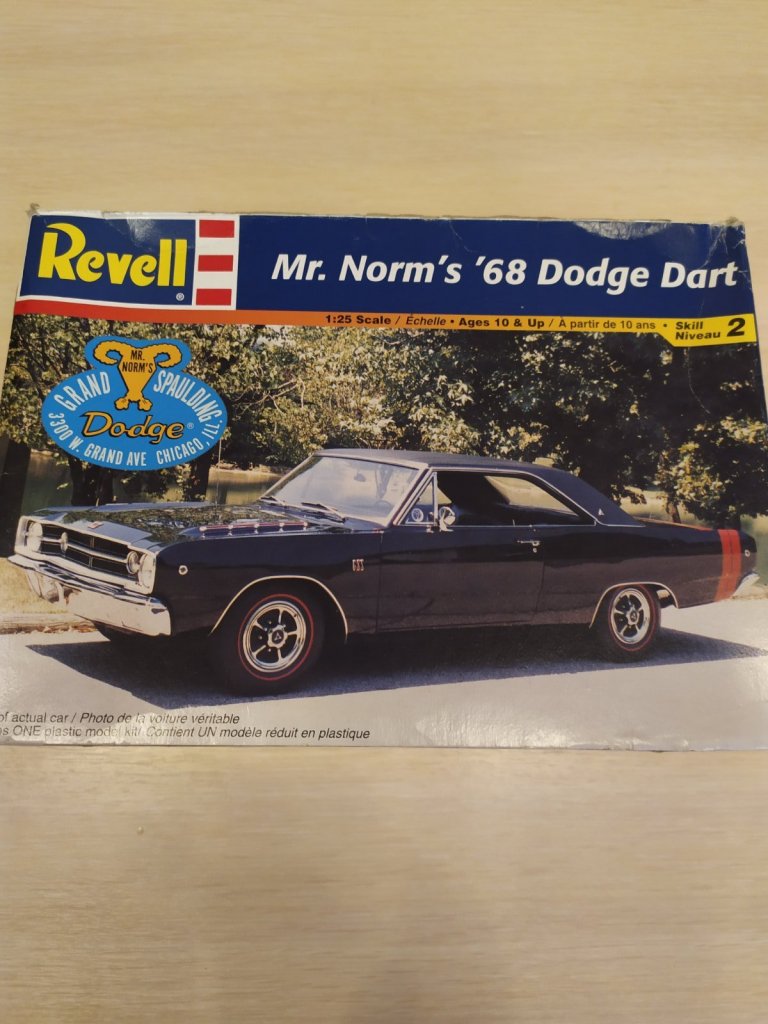 Revell®
Mr. Norm's '68 Dodge Dart
1:25 Scale / Échelle • Ages 10 & Up / À partir de 10 ans • Skill
Niveau 2
MR.
NORM'S
GRAND SPAULDING
Dodge®
3300 W. GRAND AVE CHICAGO, ILL.
GSS
of actual car / Photo de la voiture véritable
ONE plastic model kit/ Contient UN modèle réduit en plastique